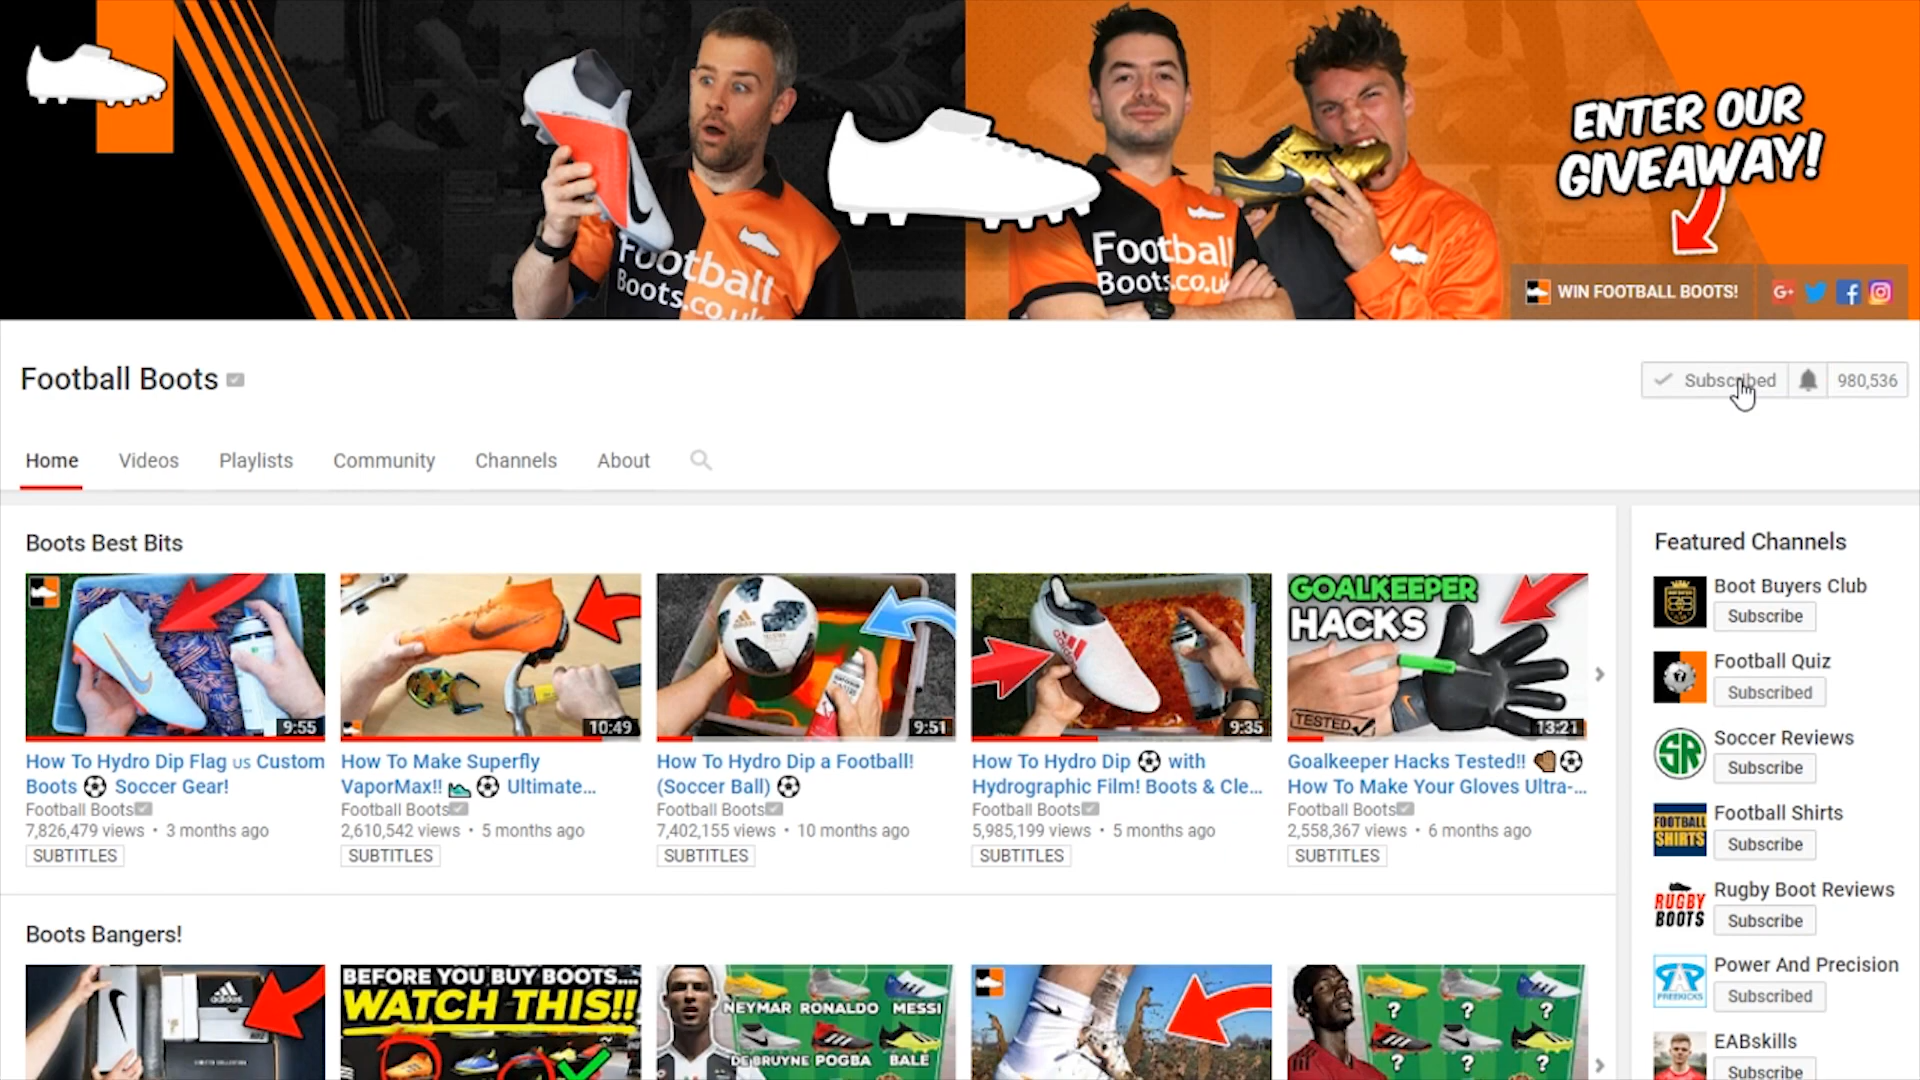 ENTER OUR
GIVEAWAY!
Football
Boots.co.uk
Football
Boots.co.uk
WIN FOOTBALL BOOTS!
G+
Football Boots
Subscribed
980,536
Home
Videos
Playlists
Community
Channels
About
Boots Best Bits
9:55
How To Hydro Dip Flag US Custom
Boots ⚽ Soccer Gear!
Football Boots
7,826,479 views • 3 months ago
SUBTITLES
10:49
How To Make Superfly
VaporMax!! 👟 ⚽ Ultimate...
Football Boots
2,610,542 views • 5 months ago
SUBTITLES
9:51
How To Hydro Dip a Football!
(Soccer Ball) ⚽
Football Boots
7,402,155 views • 10 months ago
SUBTITLES
9:35
How To Hydro Dip ⚽ with
Hydrographic Film! Boots & Cle...
Football Boots
5,985,199 views • 5 months ago
SUBTITLES
GOALKEEPER
HACKS
TESTED
13:21
Goalkeeper Hacks Tested!! ⚽
How To Make Your Gloves Ultra-...
Football Boots
2,558,367 views • 6 months ago
SUBTITLES
Boots Bangers!
adidas
BEFORE YOU BUY BOOTS....
WATCH THIS!!
NEYMAR RONALDO MESSI
DE BRUYNE POGBA BALE
? ? ?
? ? ?
Featured Channels
Boot Buyers Club
Subscribe
?
Football Quiz
Subscribed
SR
Soccer Reviews
Subscribe
FOOTBALL
SHIRTS
Football Shirts
Subscribe
RUGBY
BOOTS
Rugby Boot Reviews
Subscribe
FREEKICKS
Power And Precision
Subscribed
EABskills
Subscribe